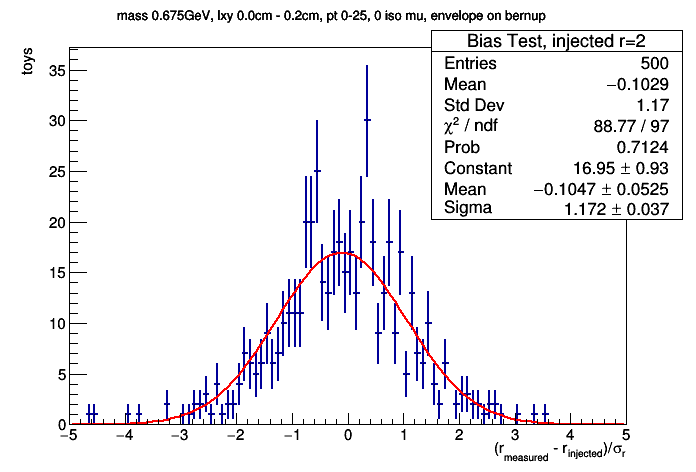 mass 0.675GeV, lxy 0.0cm - 0.2cm, pt 0-25, 0 iso mu, envelope on bernup
Bias Test, injected r=2
Entries 500
Mean −0.1029
Std Dev 1.17
χ² / ndf 88.77 / 97
Prob 0.7124
Constant 16.95 ± 0.93
Mean −0.1047 ± 0.0525
Sigma 1.172 ± 0.037
toys
35
30
25
20
15
10
5
0
−5 −4 −3 −2 −1 0 1 2 3 4 5
(r_measured - r_injected)/σ_r